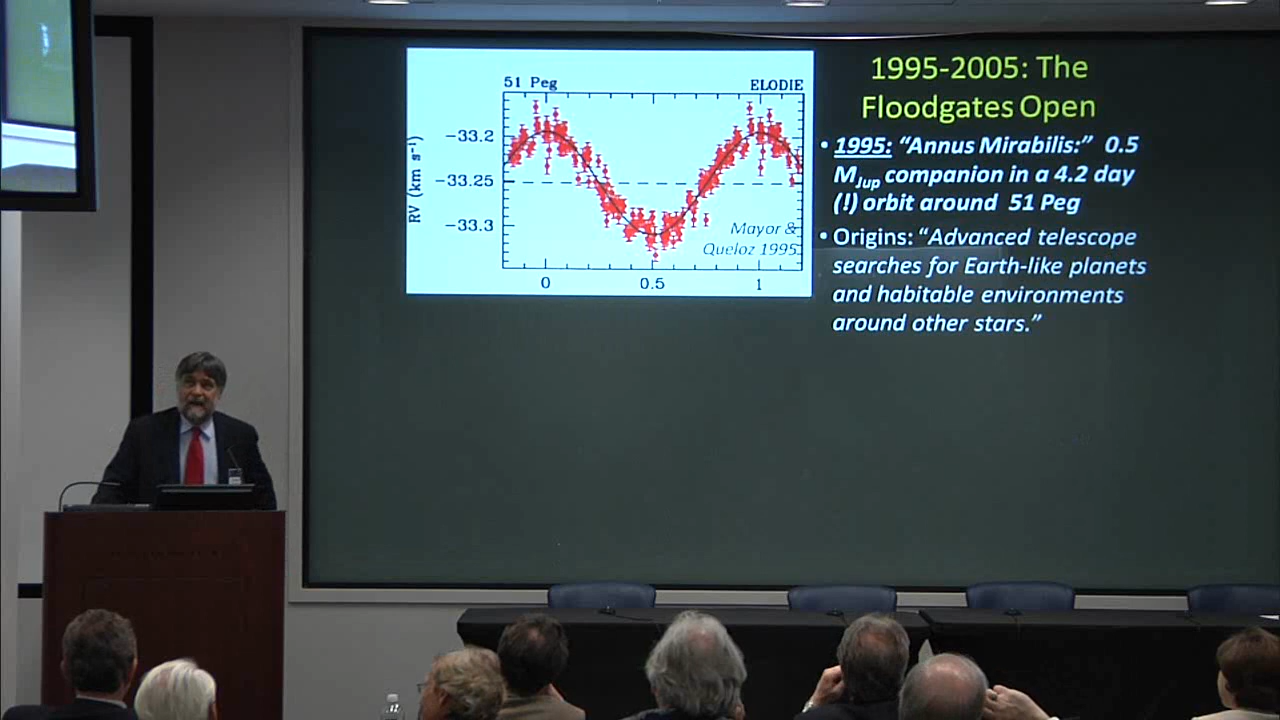 51 Peg ELODIE
−33.2
−33.25
−33.3
RV (km s⁻¹)
Mayor &
Queloz 1995
0 0.5 1
1995-2005: The
Floodgates Open
• 1995: “Annus Mirabilis:” 0.5
MJup companion in a 4.2 day
(!) orbit around 51 Peg
• Origins: “Advanced telescope
searches for Earth-like planets
and habitable environments
around other stars.”